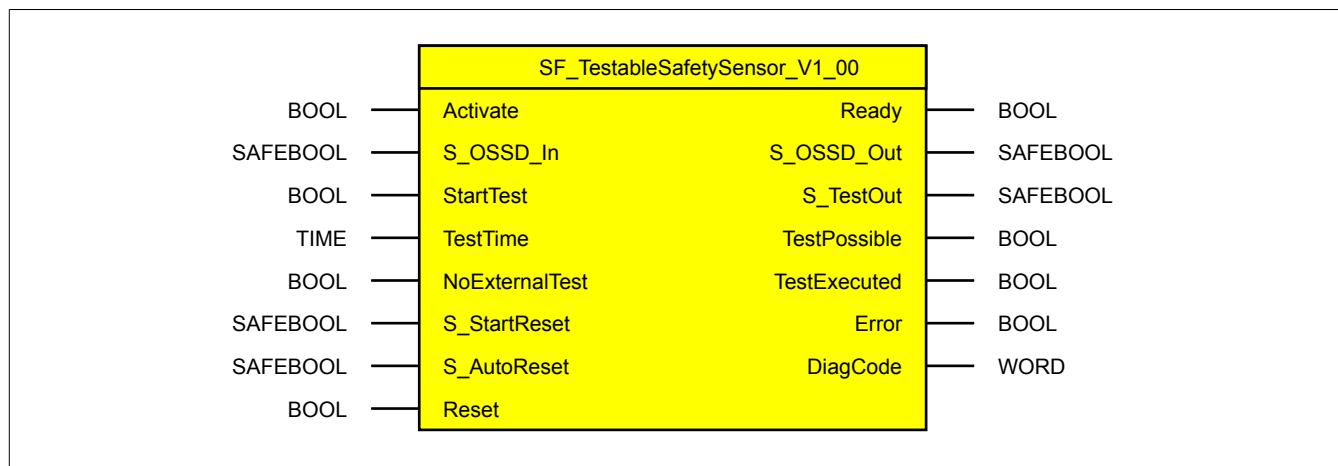 SF_TestableSafetySensor_V1_00
BOOL Activate Ready BOOL
SAFEBOOL S_OSSD_In S_OSSD_Out SAFEBOOL
BOOL StartTest S_TestOut SAFEBOOL
TIME TestTime TestPossible BOOL
BOOL NoExternalTest TestExecuted BOOL
SAFEBOOL S_StartReset Error BOOL
SAFEBOOL S_AutoReset DiagCode WORD
BOOL Reset